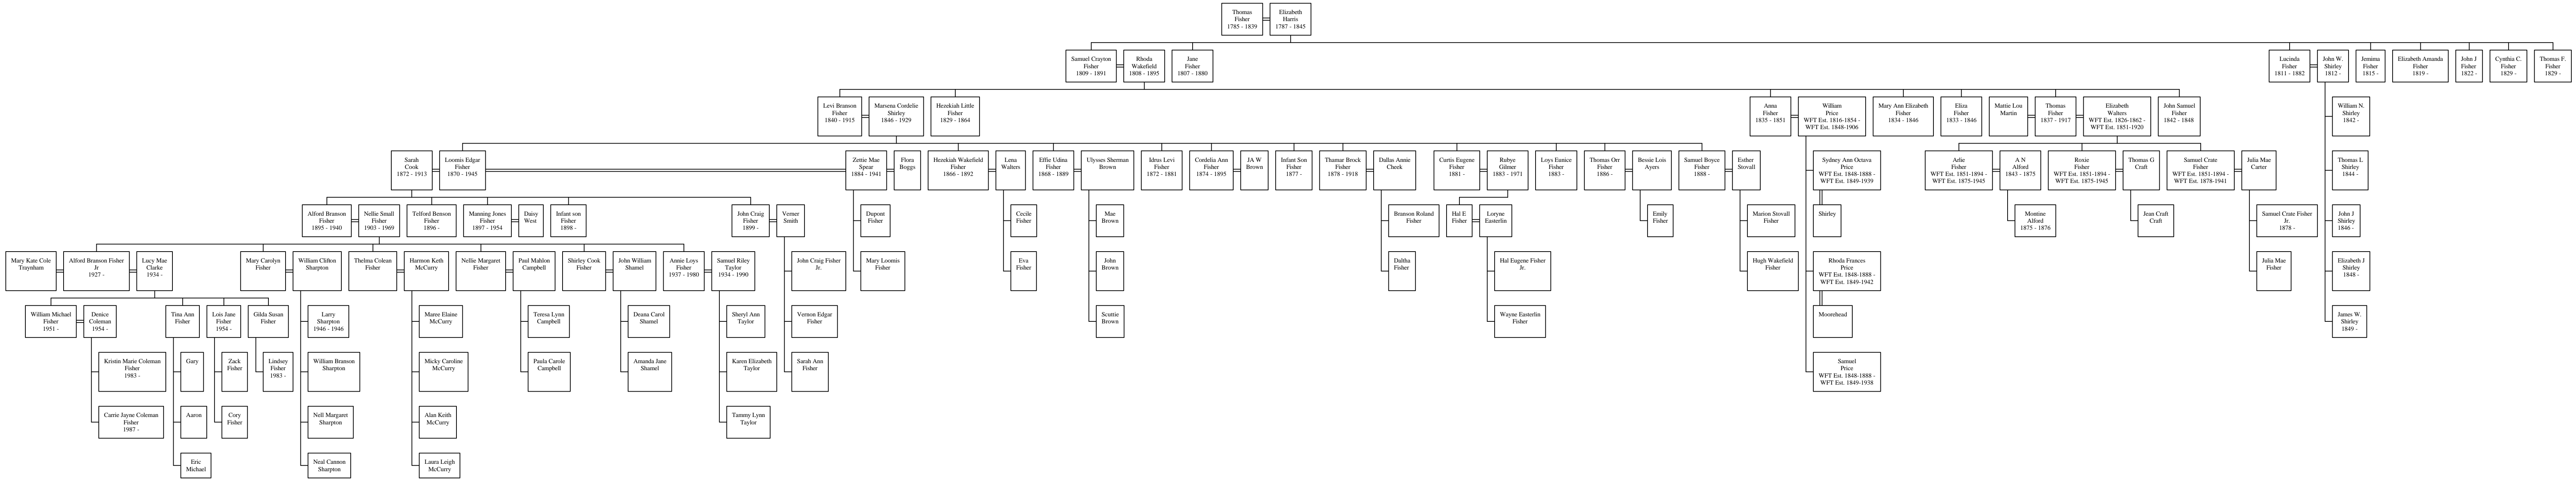 Thomas
Fisher
1785 - 1839
Elizabeth
Harris
1787 - 1845
Samuel Crayton
Fisher
1809 - 1891
Rhoda
Wakefield
1808 - 1895
Jane
Fisher
1807 - 1880
Lucinda
Fisher
1811 - 1882
John W.
Shirley
1812 -
Jemima
Fisher
1815 -
Elizabeth Amanda
Fisher
1819 -
John J
Fisher
1822 -
Cynthia C.
Fisher
1829 -
Thomas F.
Fisher
1829 -
Levi Branson
Fisher
1840 - 1915
Marsena Cordelie
Shirley
1846 - 1929
Hezekiah Little
Fisher
1829 - 1864
Anna
Fisher
1835 - 1851
William
Price
WFT Est. 1816-1854 -
WFT Est. 1848-1906
Mary Ann Elizabeth
Fisher
1834 - 1846
Eliza
Fisher
1833 - 1846
Mattie Lou
Martin
Thomas
Fisher
1837 - 1917
Elizabeth
Walters
WFT Est. 1826-1862 -
WFT Est. 1851-1920
John Samuel
Fisher
1842 - 1848
William N.
Shirley
1842 -
Sarah
Cook
1872 - 1913
Loomis Edgar
Fisher
1870 - 1945
Zettie Mae
Spear
1884 - 1941
Flora
Boggs
Hezekiah Wakefield
Fisher
1866 - 1892
Lena
Walters
Effie Udina
Fisher
1868 - 1889
Ulysses Sherman
Brown
Idrus Levi
Fisher
1872 - 1881
Cordelia Ann
Fisher
1874 - 1895
JA W
Brown
Infant Son
Fisher
1877 -
Thamar Brock
Fisher
1878 - 1918
Dallas Annie
Cheek
Curtis Eugene
Fisher
1881 -
Rubye
Gilmer
1883 - 1971
Loys Eunice
Fisher
1883 -
Thomas Orr
Fisher
1886 -
Bessie Lois
Ayers
Samuel Boyce
Fisher
1888 -
Esther
Stovall
Sydney Ann Octava
Price
WFT Est. 1848-1888 -
WFT Est. 1849-1939
Arlie
Fisher
WFT Est. 1851-1894 -
WFT Est. 1875-1945
A N
Alford
1843 - 1875
Roxie
Fisher
WFT Est. 1851-1894 -
WFT Est. 1875-1945
Thomas G
Craft
Samuel Crate
Fisher
WFT Est. 1851-1894 -
WFT Est. 1878-1941
Julia Mae
Carter
Thomas L
Shirley
1844 -
Alford Branson
Fisher
1895 - 1940
Nellie Small
Fisher
1903 - 1969
Telford Benson
Fisher
1896 -
Manning Jones
Fisher
1897 - 1954
Daisy
West
Infant son
Fisher
1898 -
John Craig
Fisher
1899 -
Verner
Smith
Dupont
Fisher
Cecile
Fisher
Mae
Brown
Branson Roland
Fisher
Hal E
Fisher
Loryne
Easterlin
Emily
Fisher
Marion Stovall
Fisher
Shirley
Momine
Alford
1875 - 1876
Jean Craft
Craft
Samuel Crate Fisher
Jr.
1878 -
John J
Shirley
1846 -
Mary Kate Cole
Traynham
Alford Branson Fisher
Jr
1927 -
Lucy Mae
Clarke
1934 -
Mary Carolyn
Fisher
William Clifton
Sharpton
Thelma Colean
Fisher
Harmon Keth
McCurry
Nellie Margaret
Fisher
Paul Mahlon
Campbell
Shirley Cook
Fisher
John William
Shamel
Annie Loys
Fisher
1937 - 1980
Samuel Riley
Taylor
1934 - 1990
John Craig Fisher
Jr.
Mary Loomis
Fisher
Eva
Fisher
John
Brown
Daltha
Fisher
Hal Eugene Fisher
Jr.
Hugh Wakefield
Fisher
Rhoda Frances
Price
WFT Est. 1848-1888 -
WFT Est. 1849-1942
Julia Mae
Fisher
Elizabeth J
Shirley
1848 -
William Michael
Fisher
1951 -
Denice
Coleman
1954 -
Tina Ann
Fisher
Lois Jane
Fisher
1954 -
Gilda Susan
Fisher
Larry
Sharpton
1946 - 1946
Maree Elaine
McCurry
Teresa Lynn
Campbell
Deana Carol
Shamel
Sheryl Ann
Taylor
Vernon Edgar
Fisher
Scuttie
Brown
Wayne Easterlin
Fisher
Moorehead
James W.
Shirley
1849 -
Kristin Marie Coleman
Fisher
1983 -
Gary
Zack
Fisher
Lindsey
Fisher
1983 -
William Branson
Sharpton
Micky Caroline
McCurry
Paula Carole
Campbell
Amanda Jane
Shamel
Karen Elizabeth
Taylor
Sarah Ann
Fisher
Samuel
Price
WFT Est. 1848-1888 -
WFT Est. 1849-1938
Carrie Jayne Coleman
Fisher
1987 -
Aaron
Cory
Fisher
Nell Margaret
Sharpton
Alan Keith
McCurry
Tammy Lynn
Taylor
Eric
Michael
Neal Cannon
Sharpton
Laura Leigh
McCurry